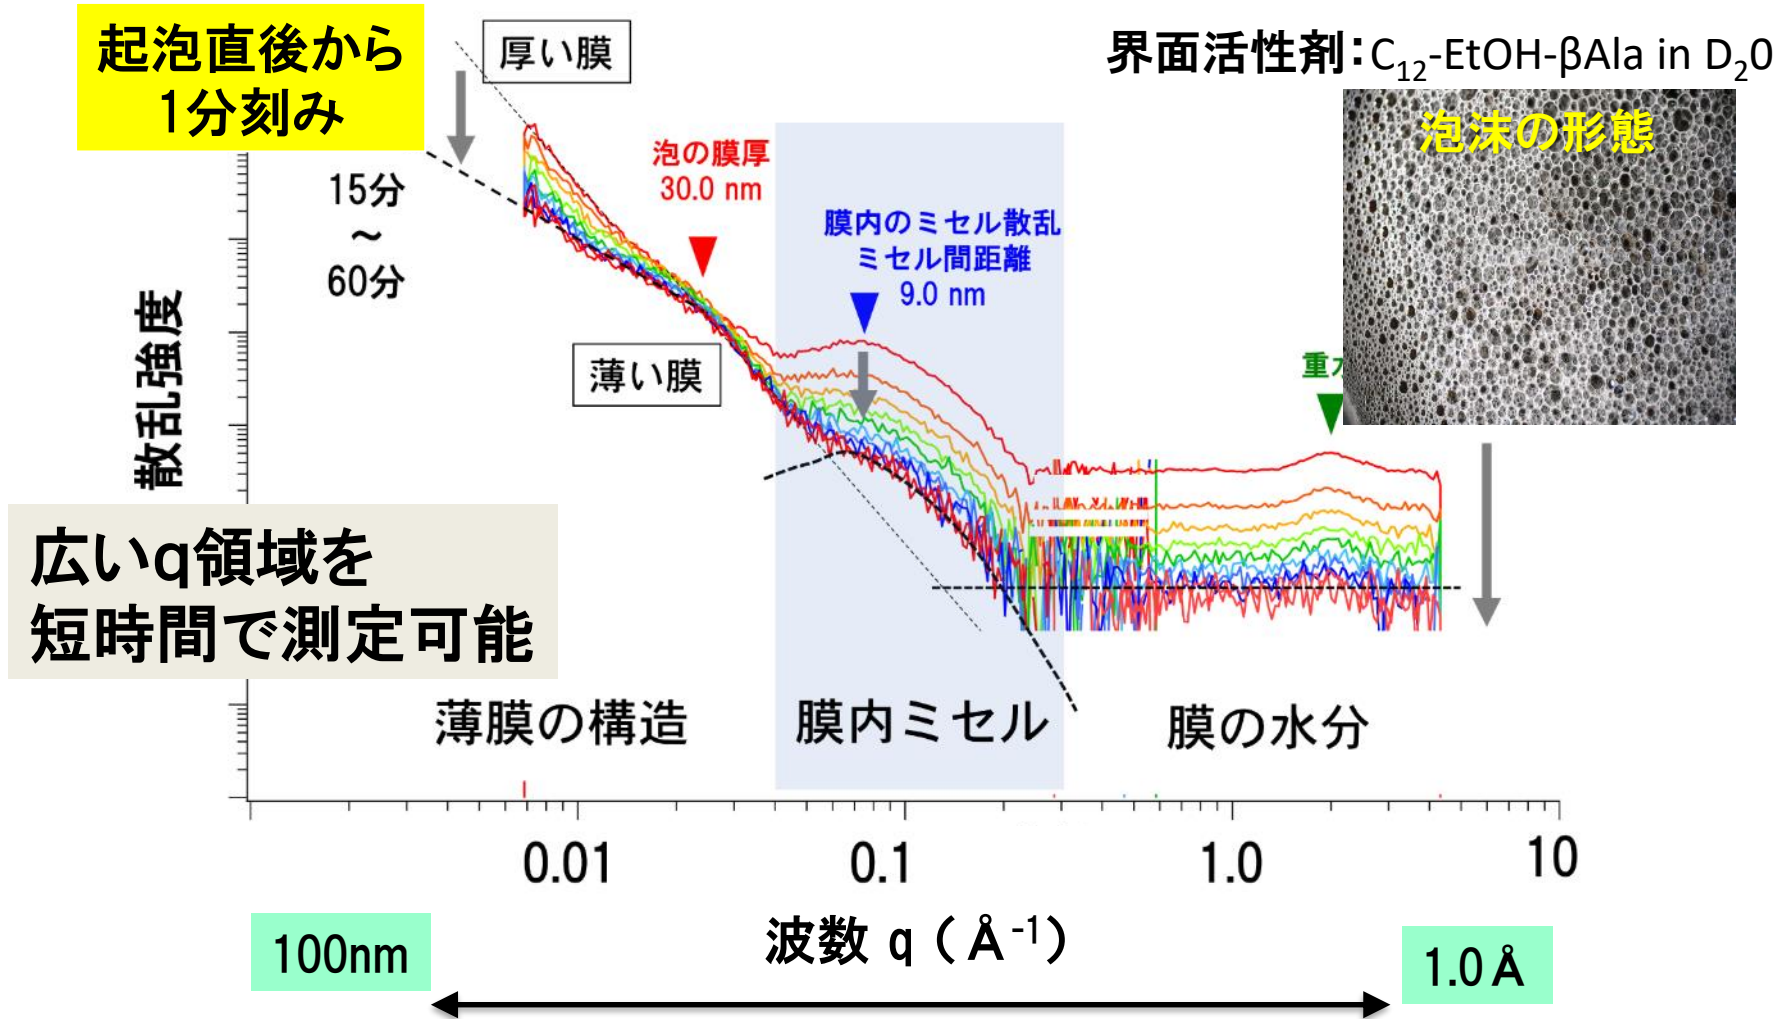 起泡直後から
1分刻み
厚い膜
界面活性剤：C₁₂-EtOH-βAla in D₂0
泡沫の形態
泡の膜厚
30.0 nm
15分
～
60分
膜内のミセル散乱
ミセル間距離
9.0 nm
薄い膜
重水
散乱強度
広いq領域を
短時間で測定可能
薄膜の構造
膜内ミセル
膜の水分
0.01
0.1
1.0
10
波数 q ( Å⁻¹)
100nm
1.0Å